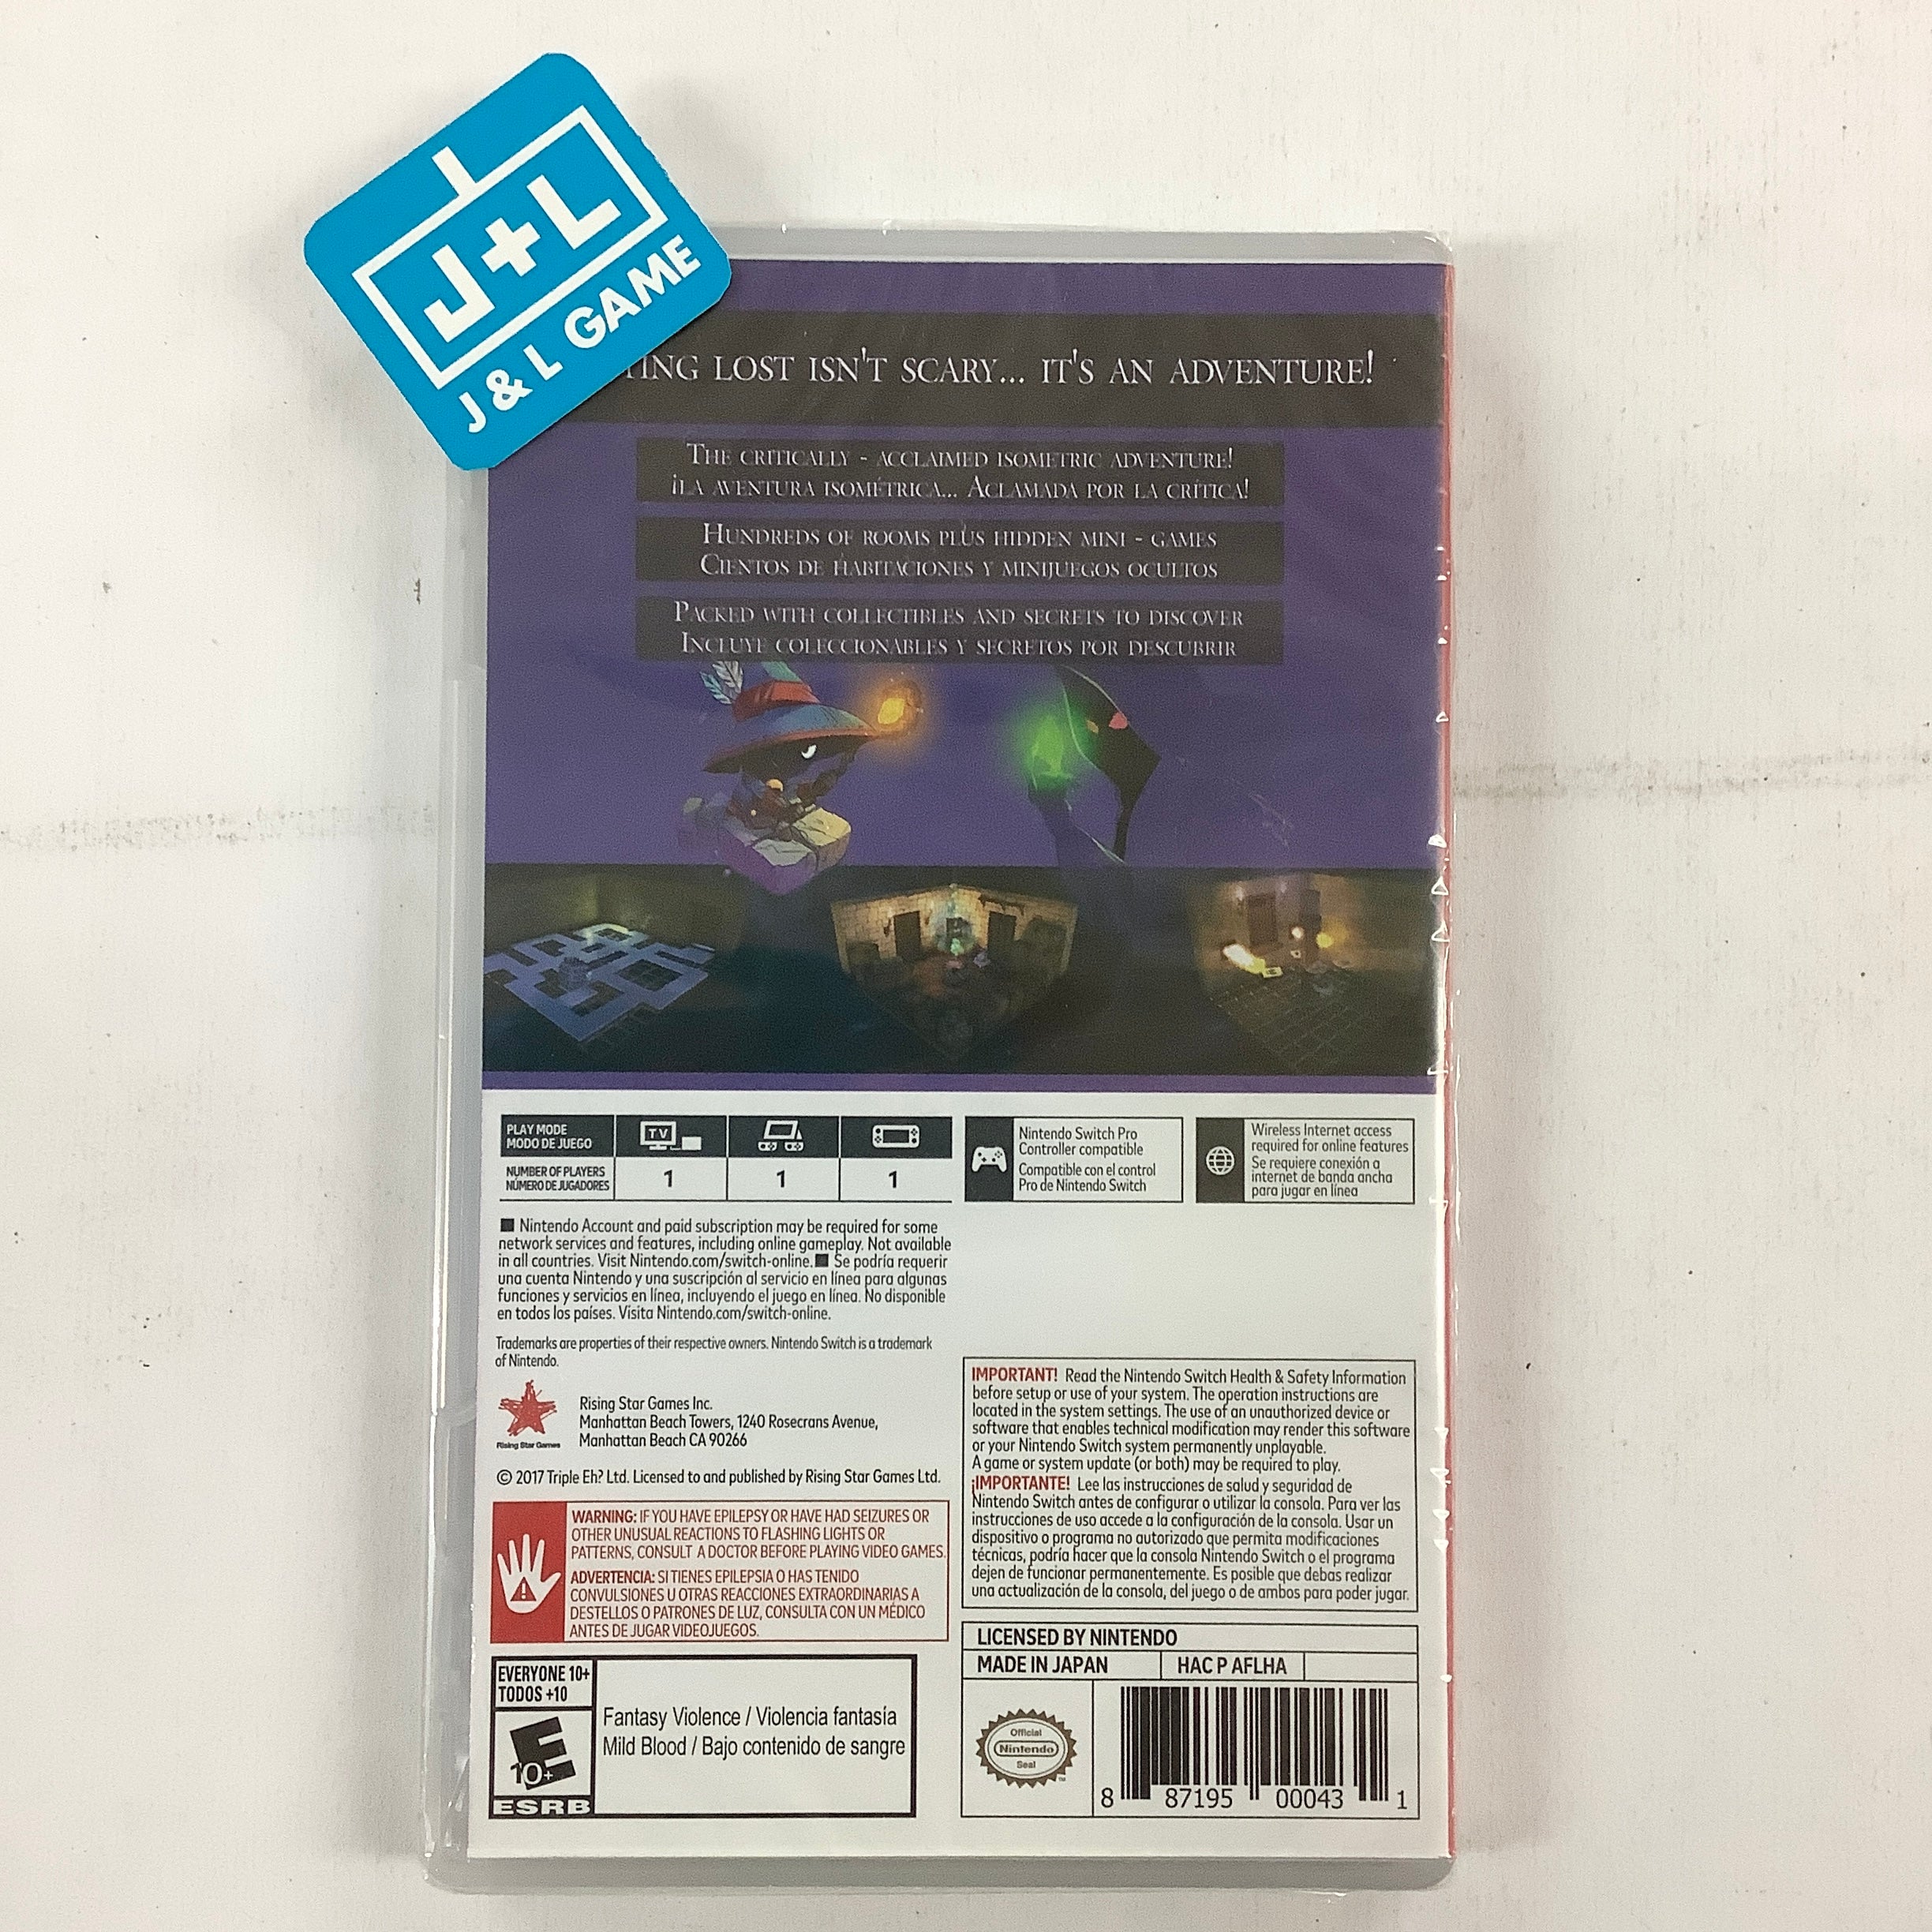 J+L
J & L GAME
LOST ISN'T SCARY... IT'S AN ADVENTURE!
THE CRITICALLY - ACCLAIMED ISOMETRIC ADVENTURE!
¡LA AVENTURA ISOMÉTRICA... ACLAMADA POR LA CRÍTICA!
HUNDREDS OF ROOMS PLUS HIDDEN MINI - GAMES
CIENTOS DE HABITACIONES Y MINIJUEGOS OCULTOS
PACKED WITH COLLECTIBLES AND SECRETS TO DISCOVER
INCLUYE COLECCIONABLES Y SECRETOS POR DESCUBRIR
PLAY MODE
MODO DE JUEGO
TV
NUMBER OF PLAYERS
NÚMERO DE JUGADORES
1 1 1
Nintendo Switch Pro
Controller compatible
Compatible con el control
Pro de Nintendo Switch
Wireless Internet access
required for online features
Se requiere conexión a
internet de banda ancha
para jugar en línea
■ Nintendo Account and paid subscription may be required for some
network services and features, including online gameplay. Not available
in all countries. Visit Nintendo.com/switch-online. ■ Se podría requerir
una cuenta Nintendo y una suscripción al servicio en línea para algunas
funciones y servicios en línea, incluyendo el juego en línea. No disponible
en todos los países. Visita Nintendo.com/switch-online.
Trademarks are properties of their respective owners. Nintendo Switch is a trademark
of Nintendo.
Rising Star Games
Rising Star Games Inc.
Manhattan Beach Towers, 1240 Rosecrans Avenue,
Manhattan Beach CA 90266
© 2017 Triple Eh? Ltd. Licensed to and published by Rising Star Games Ltd.
WARNING: IF YOU HAVE EPILEPSY OR HAVE HAD SEIZURES OR
OTHER UNUSUAL REACTIONS TO FLASHING LIGHTS OR
PATTERNS, CONSULT A DOCTOR BEFORE PLAYING VIDEO GAMES.
ADVERTENCIA: SI TIENES EPILEPSIA O HAS TENIDO
CONVULSIONES U OTRAS REACCIONES EXTRAORDINARIAS A
DESTELLOS O PATRONES DE LUZ, CONSULTA CON UN MÉDICO
ANTES DE JUGAR VIDEOJUEGOS.
EVERYONE 10+
TODOS +10
E
10+
ESRB
Fantasy Violence / Violencia fantasía
Mild Blood / Bajo contenido de sangre
IMPORTANT! Read the Nintendo Switch Health & Safety Information
before setup or use of your system. The operation instructions are
located in the system settings. The use of an unauthorized device or
software that enables technical modification may render this software
or your Nintendo Switch system permanently unplayable.
A game or system update (or both) may be required to play.
¡IMPORTANTE! Lee las instrucciones de salud y seguridad de
Nintendo Switch antes de configurar o utilizar la consola. Para ver las
instrucciones de uso accede a la configuración de la consola. Usar un
dispositivo o programa no autorizado que permita modificaciones
técnicas, podría hacer que la consola Nintendo Switch o el programa
dejen de funcionar permanentemente. Es posible que debas realizar
una actualización de la consola, del juego o de ambos para poder jugar.
LICENSED BY NINTENDO
MADE IN JAPAN HAC P AFLHA
Official
Nintendo
Seal
TM
8 87195 00043 1